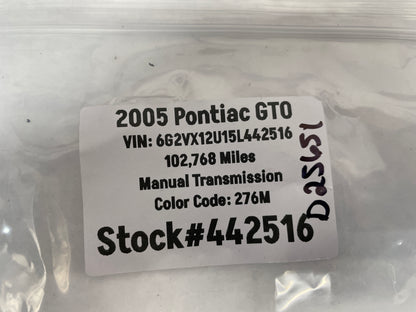 2005 Pontiac GTO
VIN: 6G2VX12U15L442516
102,768 Miles
Manual Transmission
Color Code: 276M
Stock#442516
D25651